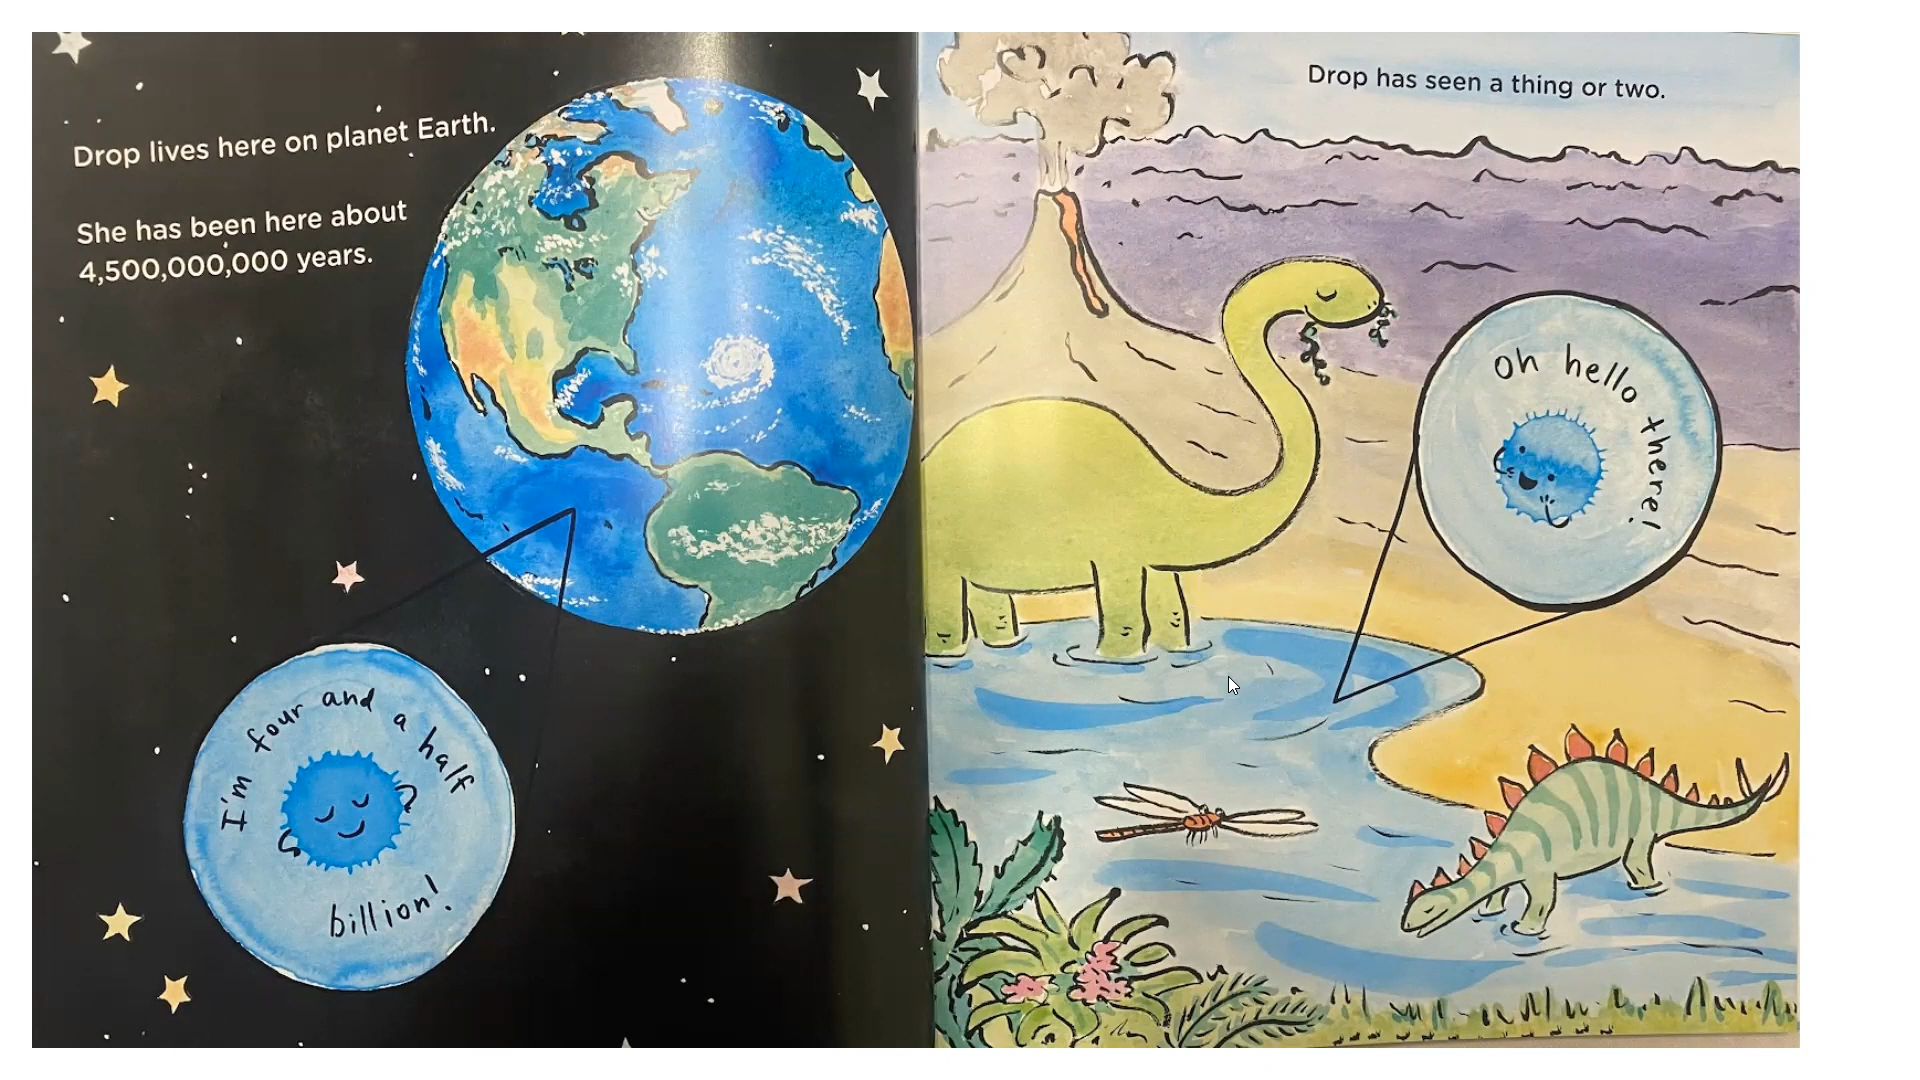 Drop lives here on planet Earth.
She has been here about
4,500,000,000 years.
I'm four and a half
billion!
Drop has seen a thing or two.
oh hello there!